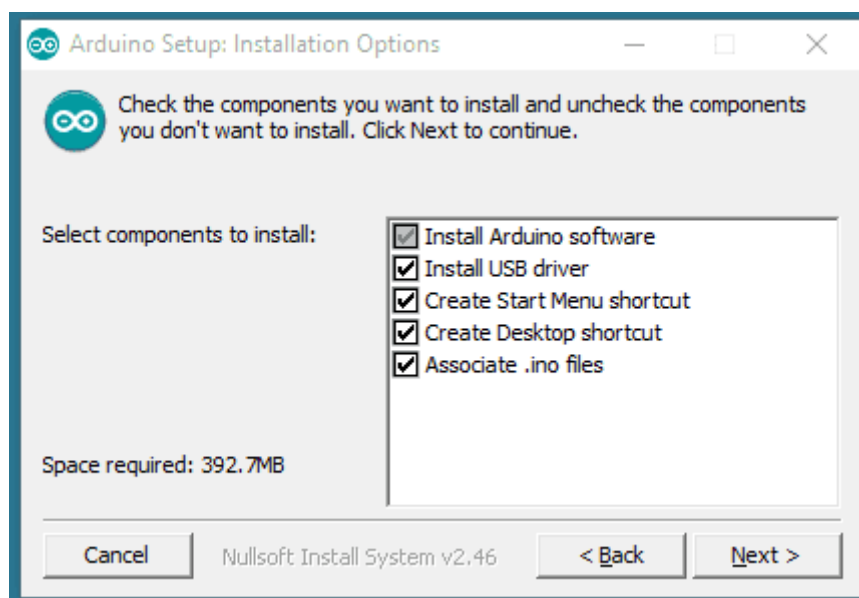 Arduino Setup: Installation Options
Check the components you want to install and uncheck the components
you don't want to install. Click Next to continue.
Select components to install:
Install Arduino software
Install USB driver
Create Start Menu shortcut
Create Desktop shortcut
Associate .ino files
Space required: 392.7MB
Cancel
Nullsoft Install System v2.46
< Back
Next >